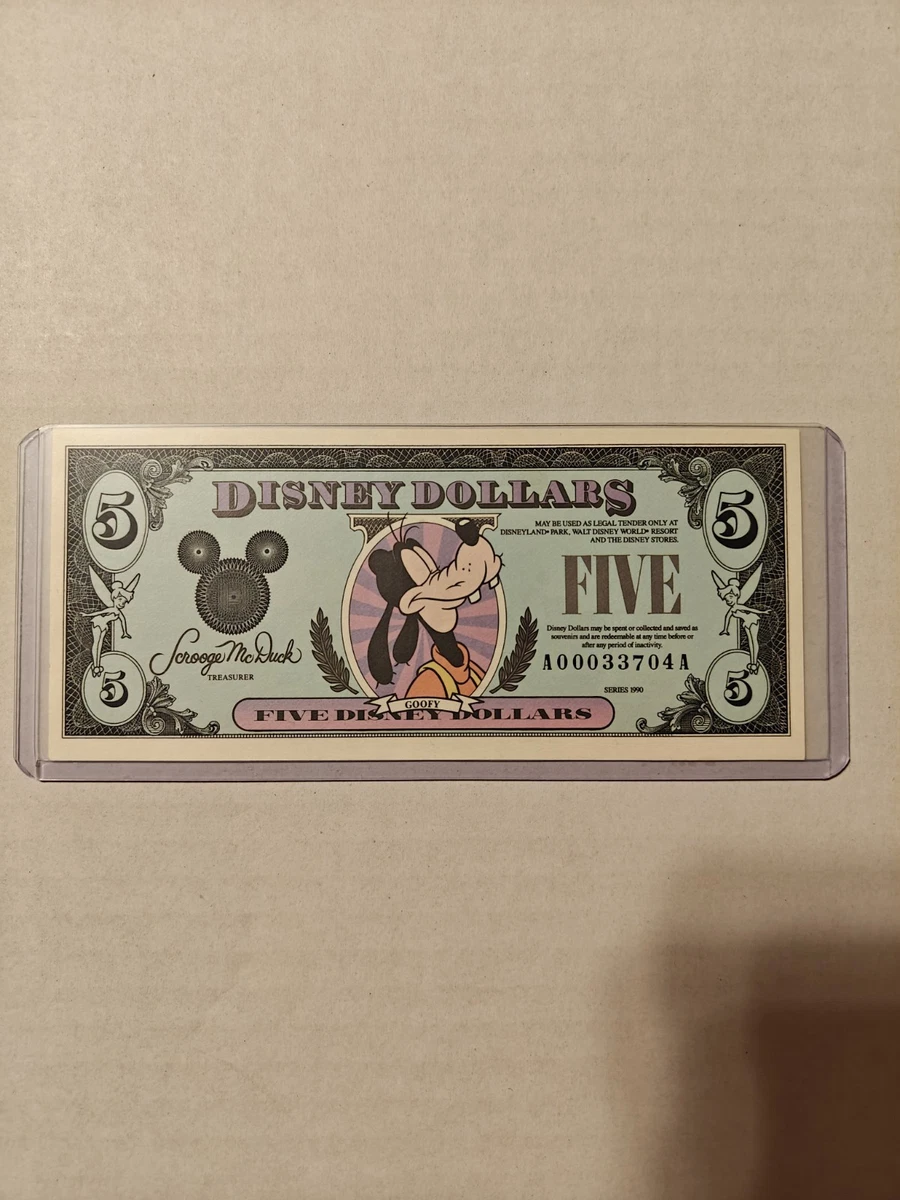 5
5
DISNEY DOLLARS
MAY BE USED AS LEGAL TENDER ONLY AT
DISNEYLAND® PARK, WALT DISNEY WORLD® RESORT
AND THE DISNEY STORES.
FIVE
Disney Dollars may be spent or collected and saved as
souvenirs and are redeemable at any time before or
after any period of inactivity.
Scrooge McDuck
TREASURER
A00033704A
SERIES 1990
5
5
GOOFY
FIVE DISNEY DOLLARS